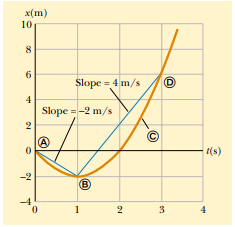 x(m)
10
8
6
Slope = 4 m/s
D
4
Slope = –2 m/s
2
C
A
0
t(s)
–2
B
–4
0 1 2 3 4